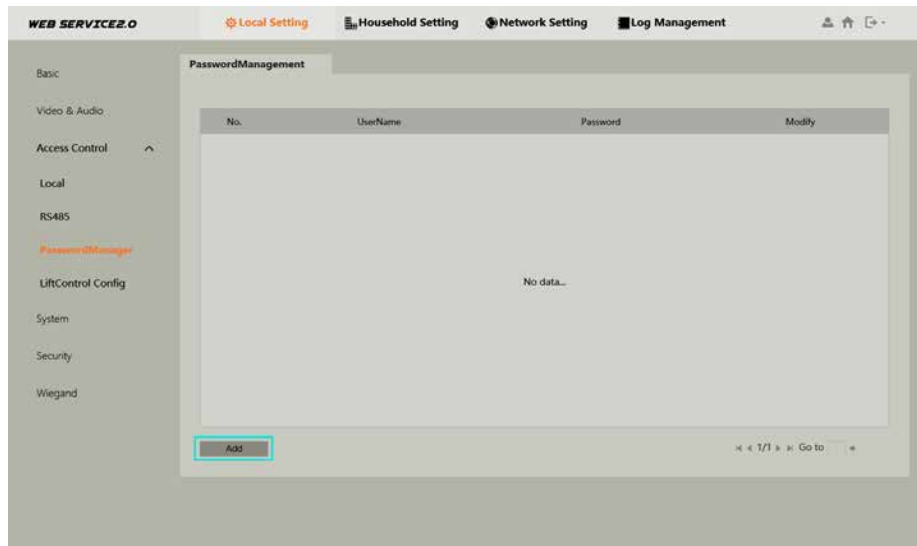 WEB SERVICE2.0 Local Setting Household Setting Network Setting Log Management
PasswordManagement
Basic
Video & Audio
Access Control
Local
RS485
PasswordManager
LiftControl Config
System
Security
Wiegand
No. UserName Password Modify
No data...
Add
1/1 Go to